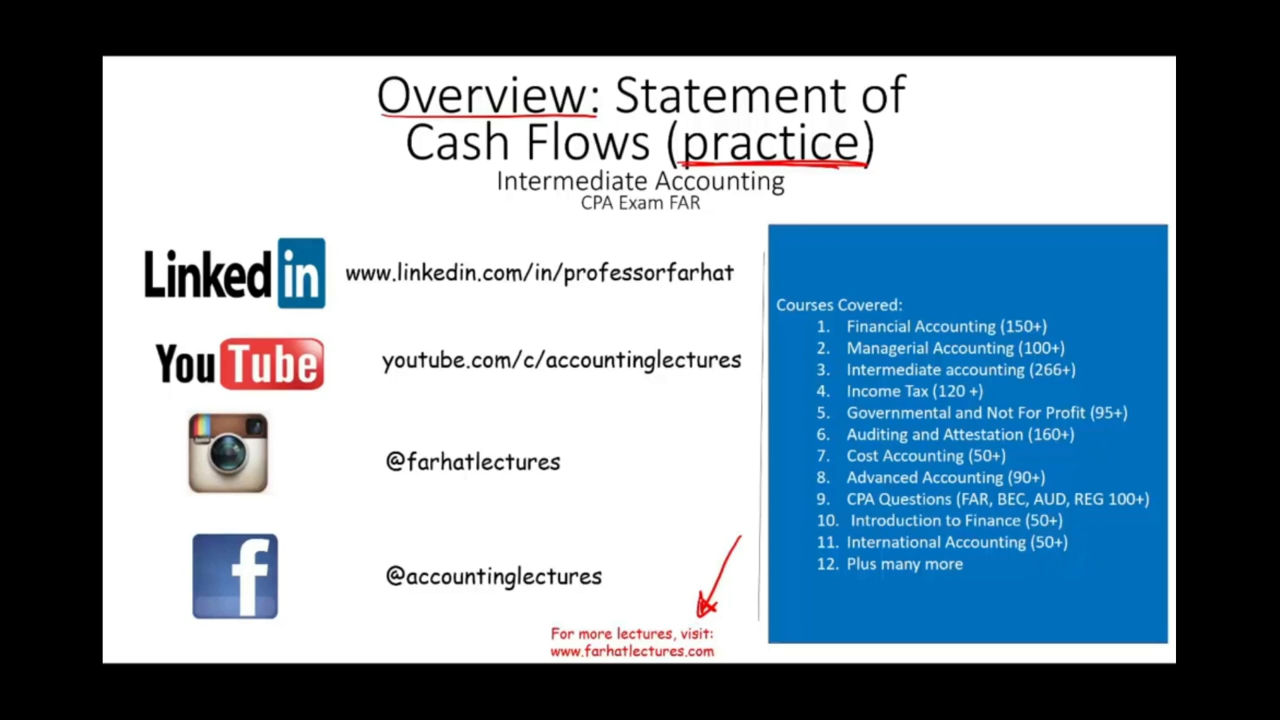 Overview: Statement of
Cash Flows (practice)
Intermediate Accounting
CPA Exam FAR
Linked in
www.linkedin.com/in/professorfarhat
YouTube
youtube.com/c/accountinglectures
@farhatlectures
f
@accountinglectures
For more lectures, visit:
www.farhatlectures.com
Courses Covered:
1. Financial Accounting (150+)
2. Managerial Accounting (100+)
3. Intermediate accounting (266+)
4. Income Tax (120 +)
5. Governmental and Not For Profit (95+)
6. Auditing and Attestation (160+)
7. Cost Accounting (50+)
8. Advanced Accounting (90+)
9. CPA Questions (FAR, BEC, AUD, REG 100+)
10. Introduction to Finance (50+)
11. International Accounting (50+)
12. Plus many more